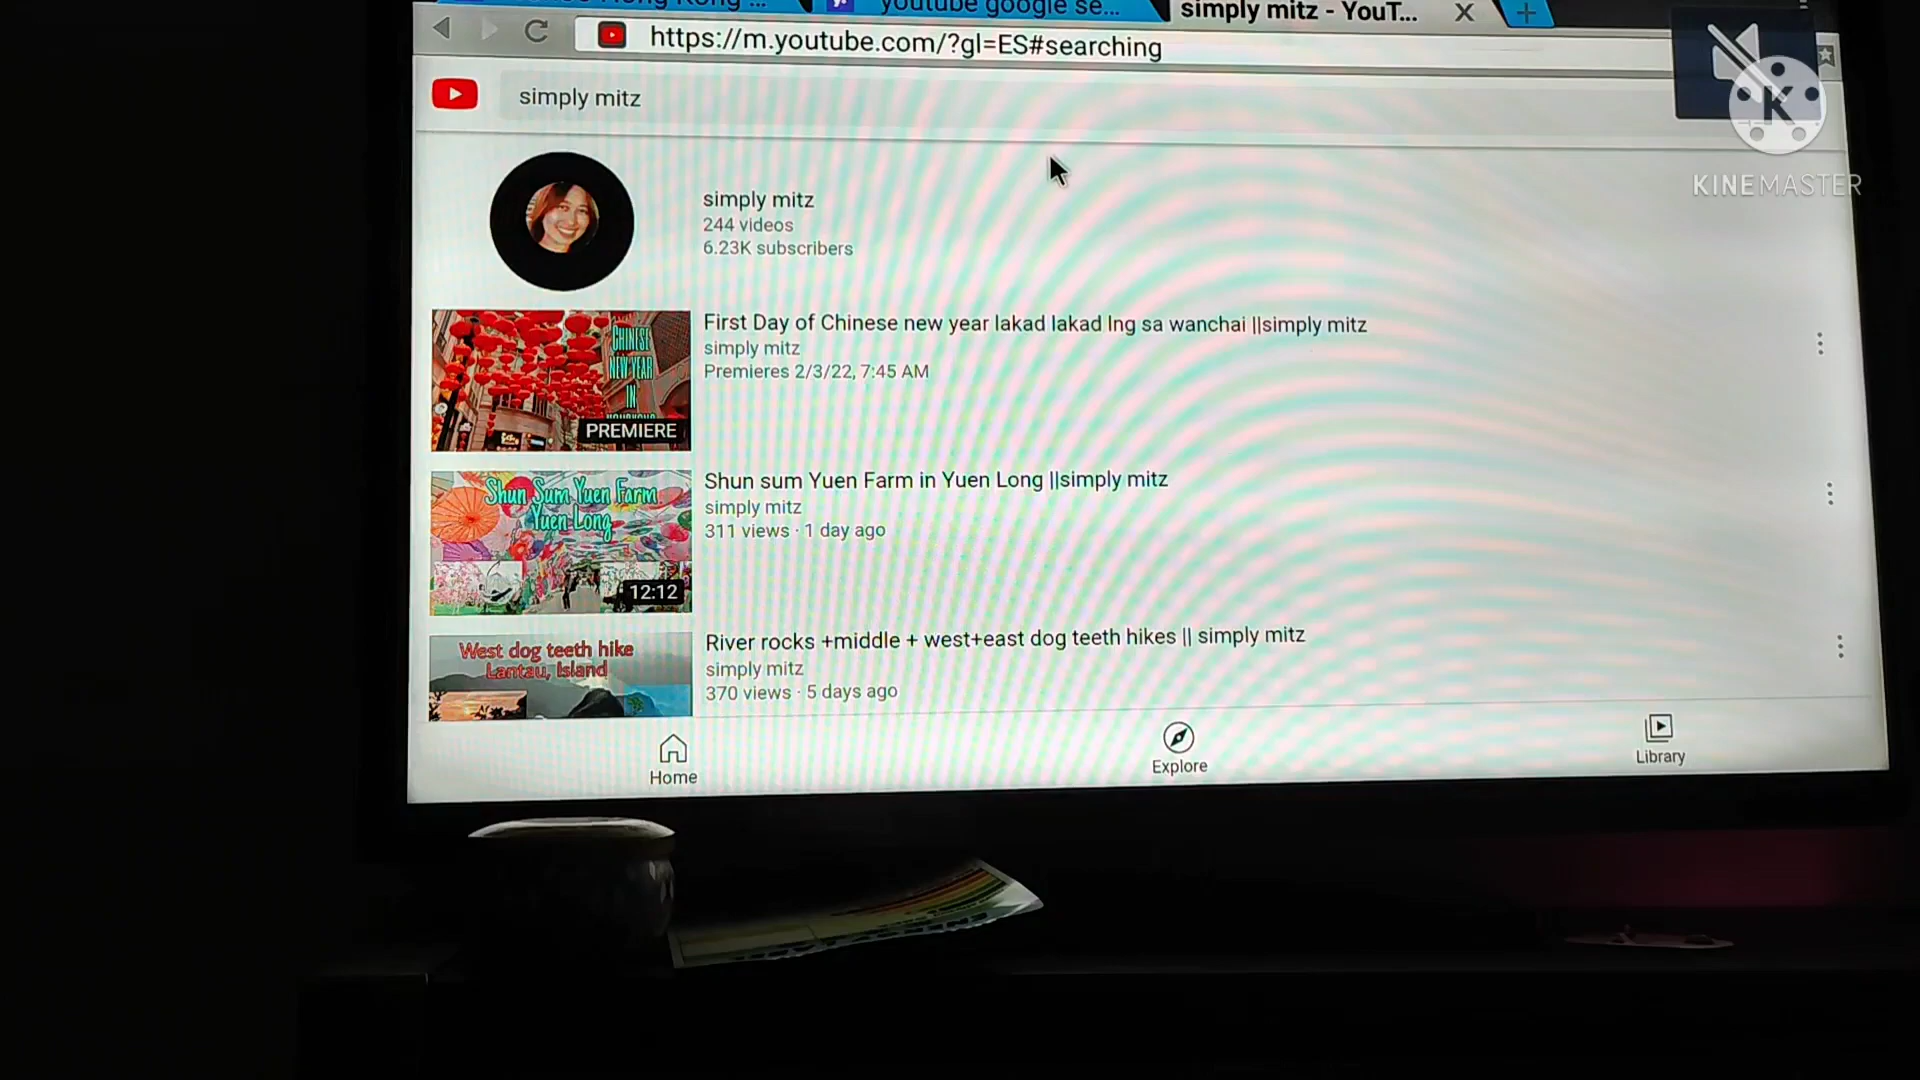 youtube google se...
simply mitz - YouT...
https://m.youtube.com/?gl=ES#searching
simply mitz
K
KINEMASTER
simply mitz
244 videos
6.23K subscribers
CHINESE
NEW YEAR
IN
PREMIERE
First Day of Chinese new year lakad lakad lng sa wanchai ||simply mitz
simply mitz
Premieres 2/3/22, 7:45 AM
Shun Sum Yuen Farm
Yuen Long
12:12
Shun sum Yuen Farm in Yuen Long ||simply mitz
simply mitz
311 views · 1 day ago
West dog teeth hike
Lantau, Island
River rocks +middle + west+east dog teeth hikes || simply mitz
simply mitz
370 views · 5 days ago
Home
Explore
Library